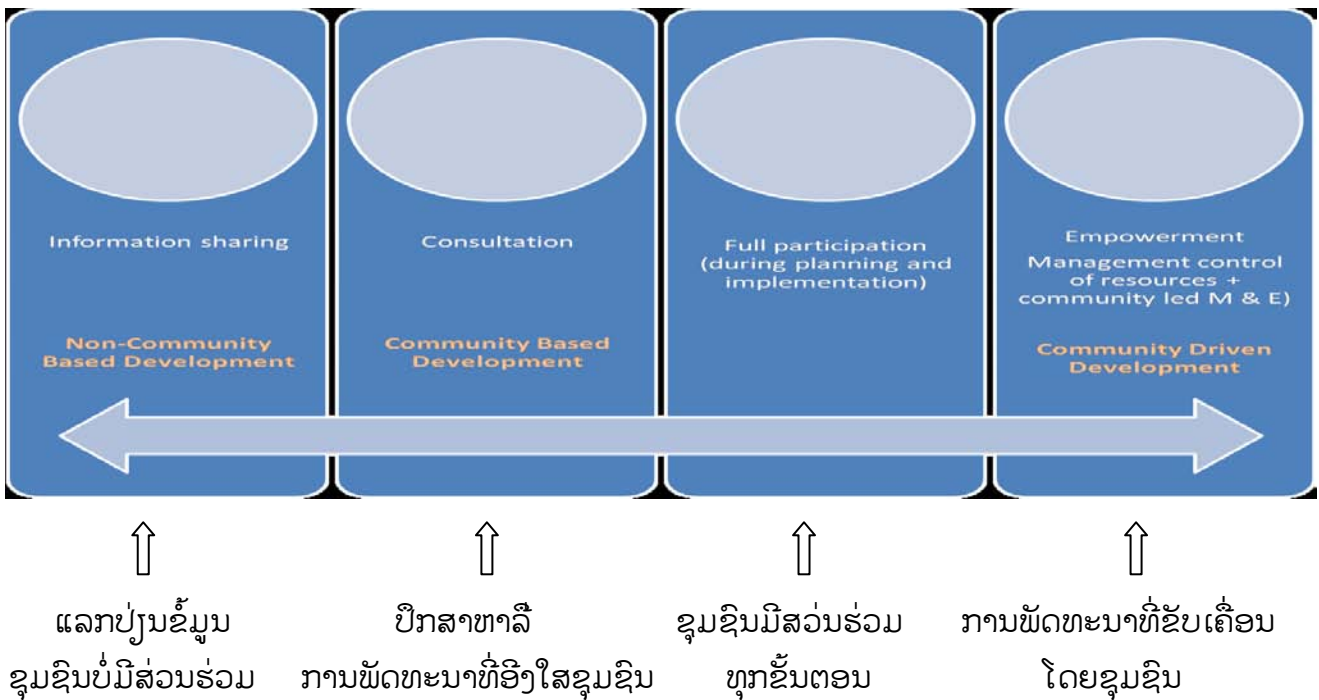 Information sharing
Non-Community
Based Development
Consultation
Community Based
Development
Full participation
(during planning and
implementation)
Empowerment
Management control
of resources +
community led M & E)
Community Driven
Development
ແລກປ່ຽນຂໍ້ມູນ
ຊຸມຊົນບໍ່ມີສ່ວນຮ່ວມ
ປຶກສາຫາລື
ການພັດທະນາທີ່ອີງໃສ່ຊຸມຊົນ
ຊຸມຊົນມີສວ່ນຮ່ວມ
ທຸກຂັ້ນຕອນ
ການພັດທະນາທີ່ຂັບເຄື່ອນ
ໂດຍຊຸມຊົນ